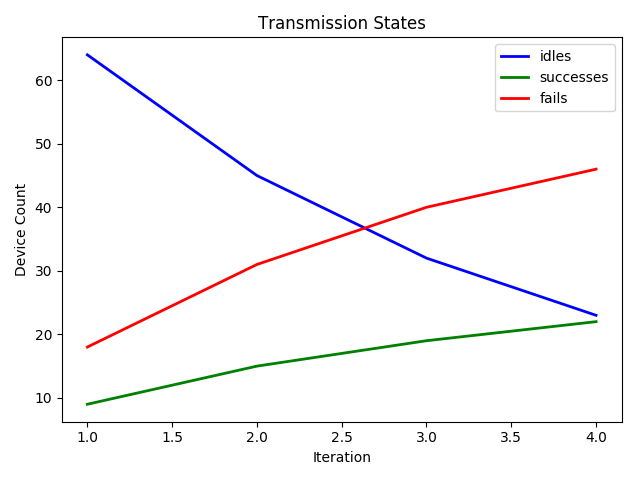 Transmission States
idles
successes
fails
Device Count
60
50
40
30
20
10
1.0 1.5 2.0 2.5 3.0 3.5 4.0
Iteration